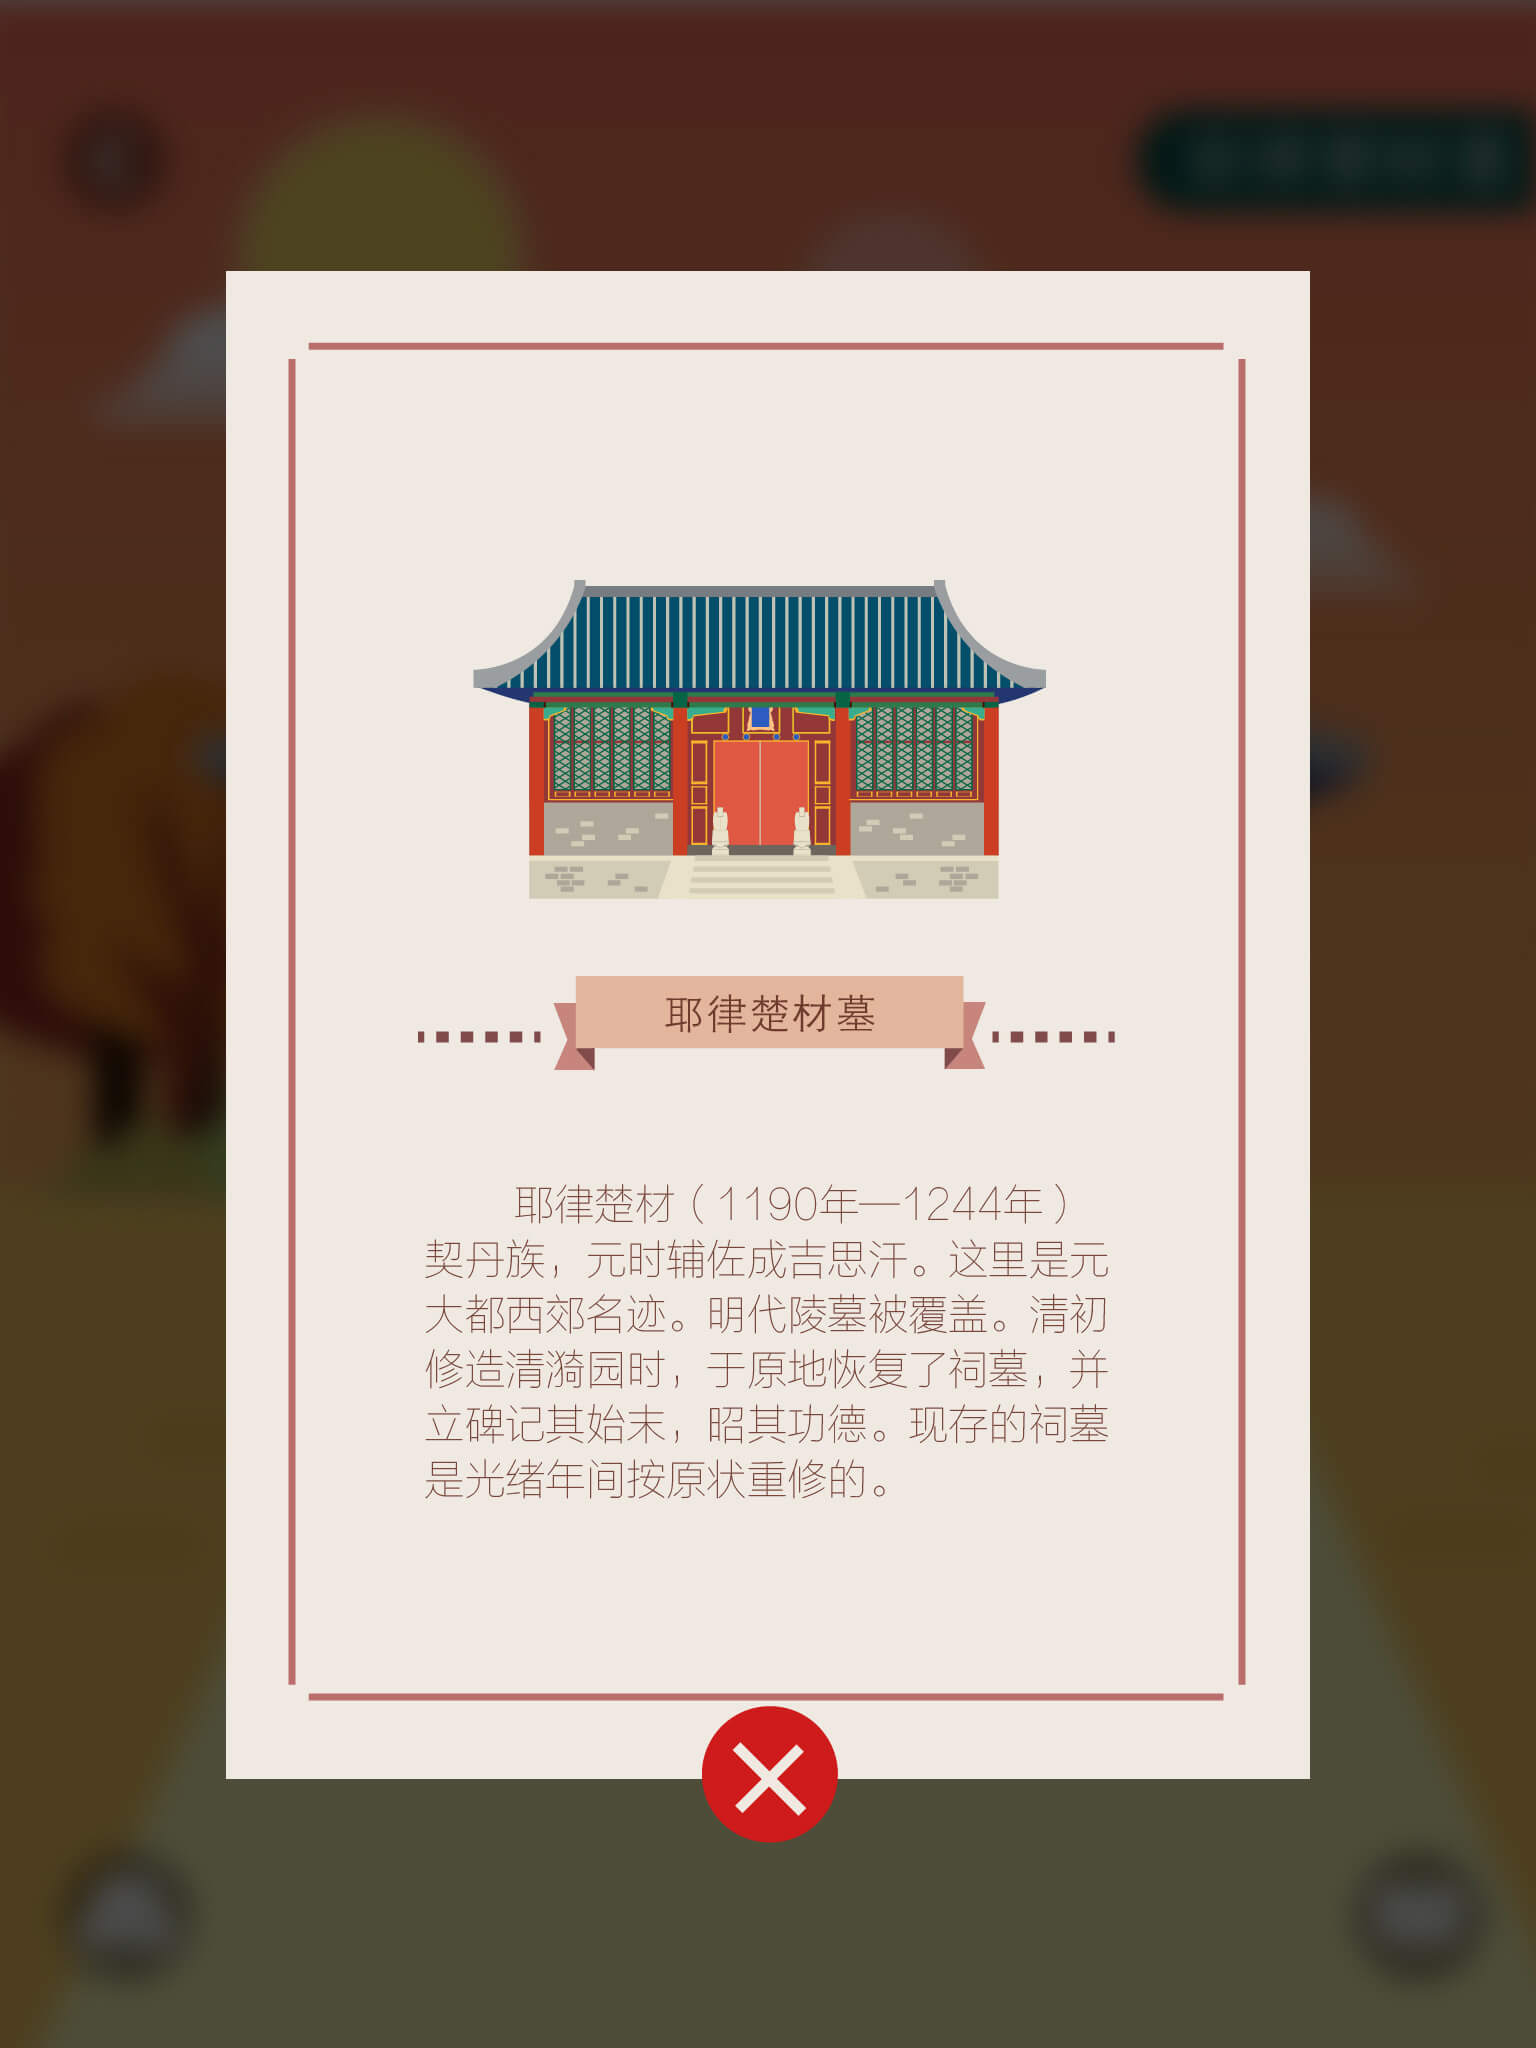 耶律楚材墓
耶律楚材（1190年—1244年）
契丹族，元时辅佐成吉思汗。这里是元
大都西郊名迹。明代陵墓被覆盖。清初
修造清漪园时，于原地恢复了祠墓，并
立碑记其始末，昭其功德。现存的祠墓
是光绪年间按原状重修的。